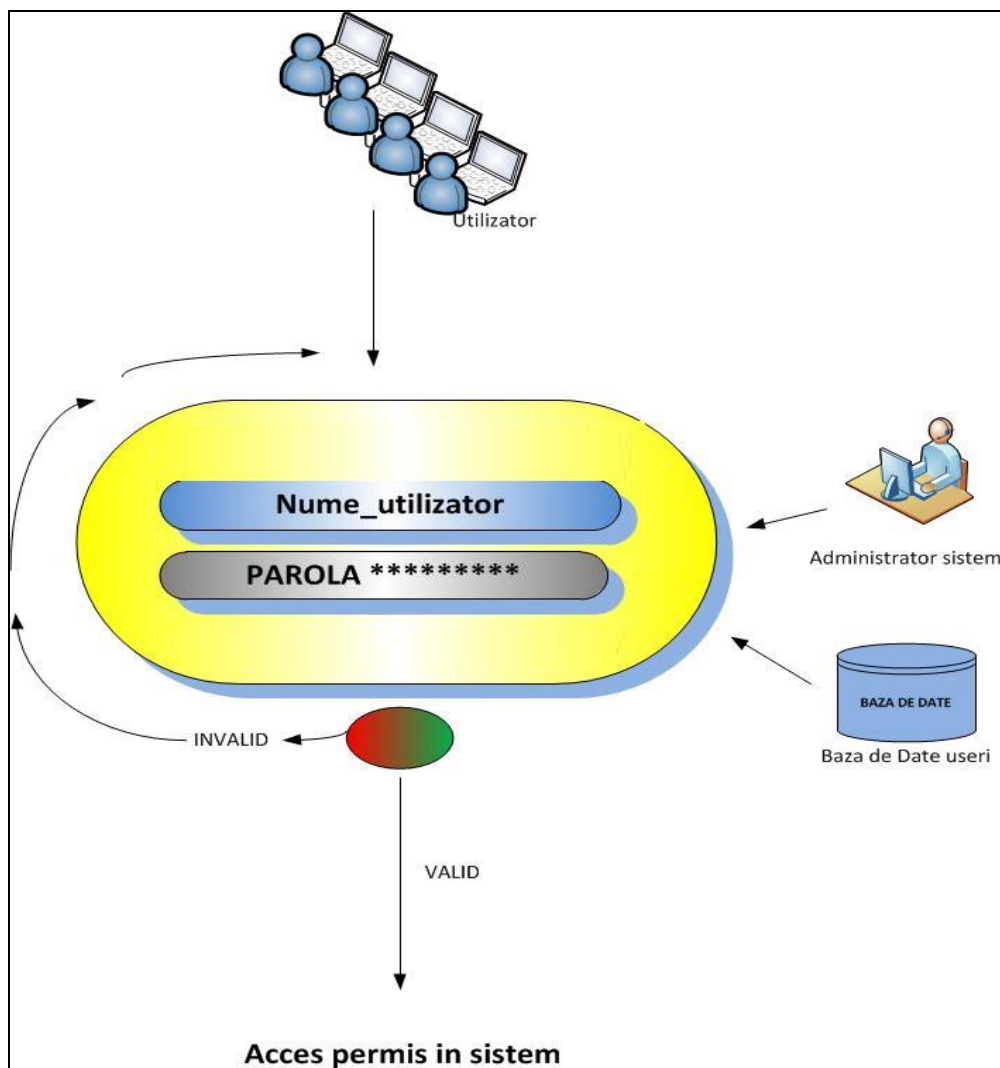 Utilizator
Nume_utilizator
PAROLA *********
Administrator sistem
BAZA DE DATE
Baza de Date useri
INVALID
VALID
Acces permis in sistem